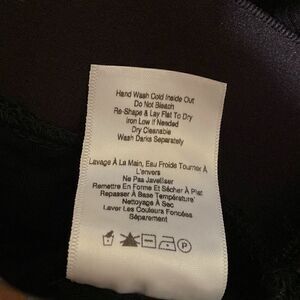 Hand Wash Cold Inside Out
Do Not Bleach
Re-Shape & Lay Flat To Dry
Iron Low If Needed
Dry Cleanable
Wash Darks Separately
Lavage À La Main, Eau Froide Tourner À
L'envers
Ne Pas Javelliser
Remettre En Forme Et Sécher À Plat
Repasser À Basse Température
Nettoyage À Sec
Laver Les Couleurs Foncées
Séparement
P